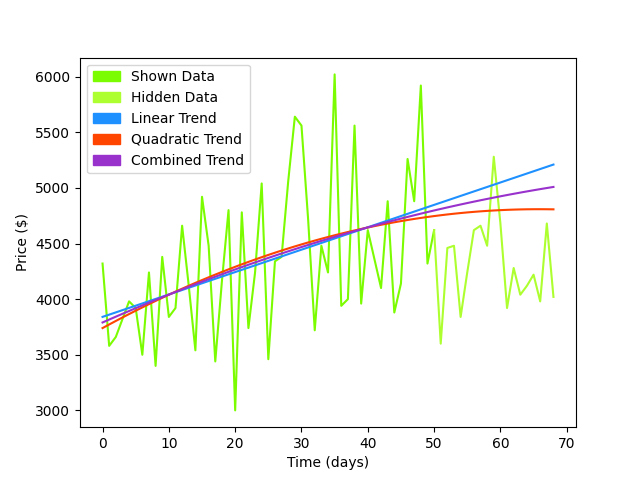 Shown Data
Hidden Data
Linear Trend
Quadratic Trend
Combined Trend
Price ($)
6000
5500
5000
4500
4000
3500
3000
0 10 20 30 40 50 60 70
Time (days)